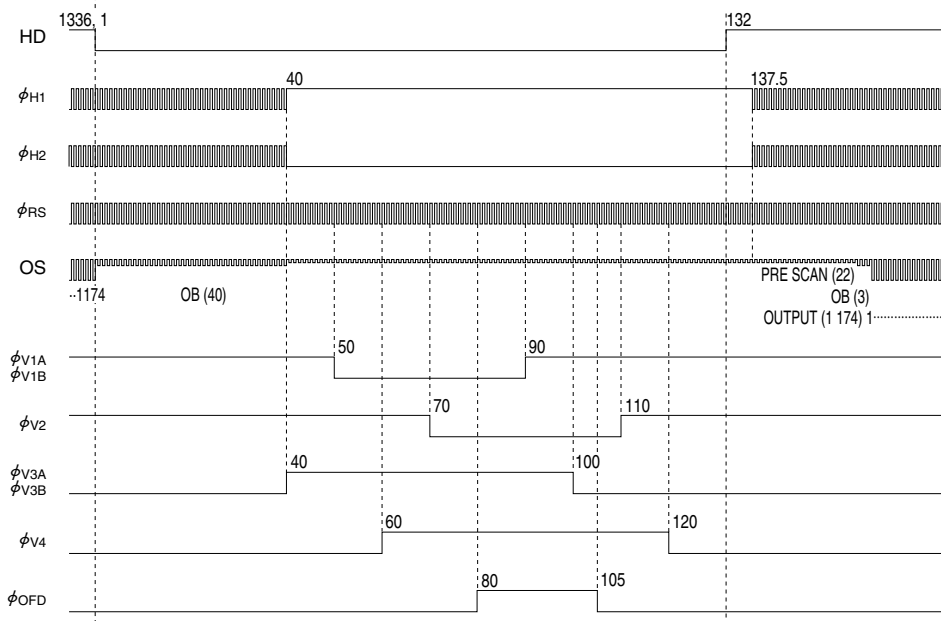 1336, 1
132
HD
40
137.5
ϕH1
ϕH2
ϕRS
OS
PRE SCAN (22)
··1174
OB (40)
OB (3)
OUTPUT (1 174) 1
50
90
ϕV1A
ϕV1B
70
110
ϕV2
40
100
ϕV3A
ϕV3B
60
120
ϕV4
80
105
ϕOFD